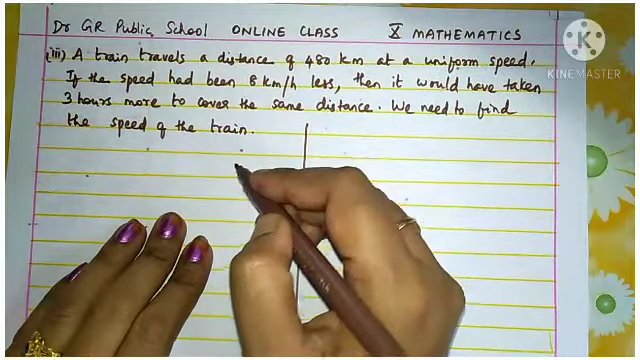 Dr GR Public School ONLINE CLASS X MATHEMATICS
(iii) A train travels a distance of 480 km at a uniform speed.
If the speed had been 8 km/h less, then it would have taken
3 hours more to cover the same distance. We need to find
the speed of the train.
K
KINEMASTER